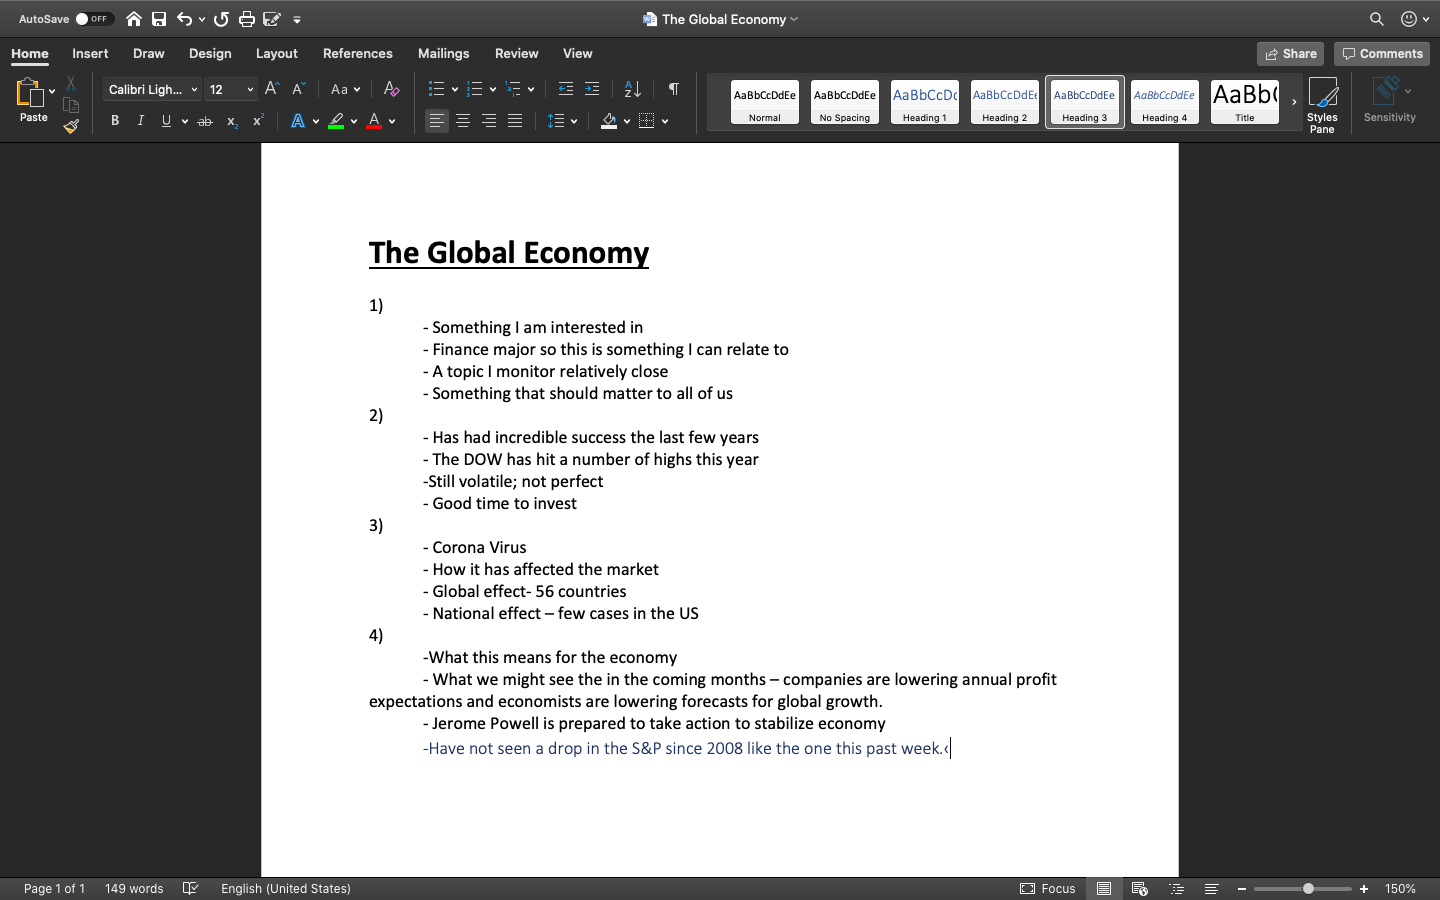 AutoSave OFF The Global Economy
Home Insert Draw Design Layout References Mailings Review View Share Comments
Paste Calibri Ligh... 12 A A Aa A AaBbCcDdEe AaBbCcDdEe AaBbCcDc AaBbCcDdEe AaBbCcDdEe AaBbCcDdEe AaBb(
B I U ab x2 x2 A A Normal No Spacing Heading 1 Heading 2 Heading 3 Heading 4 Title Styles Pane Sensitivity
The Global Economy
1)
- Something I am interested in
- Finance major so this is something I can relate to
- A topic I monitor relatively close
- Something that should matter to all of us
2)
- Has had incredible success the last few years
- The DOW has hit a number of highs this year
-Still volatile; not perfect
- Good time to invest
3)
- Corona Virus
- How it has affected the market
- Global effect- 56 countries
- National effect – few cases in the US
4)
-What this means for the economy
- What we might see the in the coming months – companies are lowering annual profit
expectations and economists are lowering forecasts for global growth.
- Jerome Powell is prepared to take action to stabilize economy
-Have not seen a drop in the S&P since 2008 like the one this past week.‹
Page 1 of 1 149 words English (United States) Focus 150%